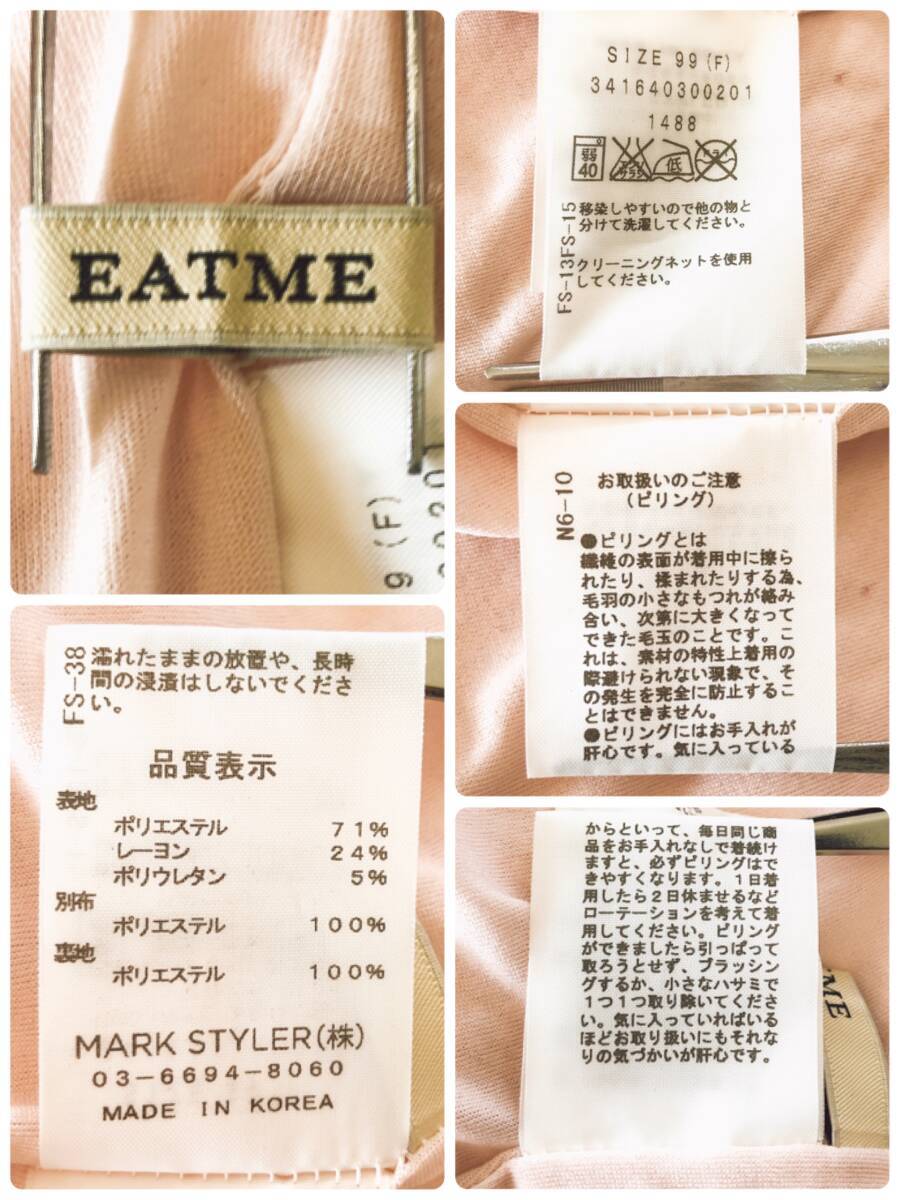 EATME
9 (F)
SIZE 99 (F)
341640300201
1488
弱
40
エンソ
サラシ
低
ドライ
FS-13FS-15
移染しやすいので他の物と
分けて洗濯してください。
クリーニングネットを使用
してください。
N6-10
お取扱いのご注意
(ピリング)
●ピリングとは
繊維の表面が着用中に擦ら
れたり、揉まれたりする為、
毛羽の小さなもつれが絡み
合い、次第に大きくなって
できた毛玉のことです。こ
れは、素材の特性上着用の
際避けられない現象で、そ
の発生を完全に防止するこ
とはできません。
●ピリングにはお手入れが
肝心です。気に入っている
FS-38
濡れたままの放置や、長時
間の浸漬はしないでくださ
い。
品質表示
表地
ポリエステル 71%
レーヨン 24%
ポリウレタン 5%
別布
ポリエステル 100%
裏地
ポリエステル 100%
MARK STYLER(株)
03-6694-8060
MADE IN KOREA
からといって、毎日同じ商
品をお手入れなしで着続け
ますと、必ずピリングはで
きやすくなります。1日着
用したら2日休ませるなど
ローテーションを考えて着
用してください。ピリング
ができましたら引っぱって
取ろうとせず、ブラッシン
グするか、小さなハサミで
1つ1つ取り除いてくださ
い。気に入っていればいる
ほどお取り扱いにもそれな
りの気づかいが肝心です。
ME